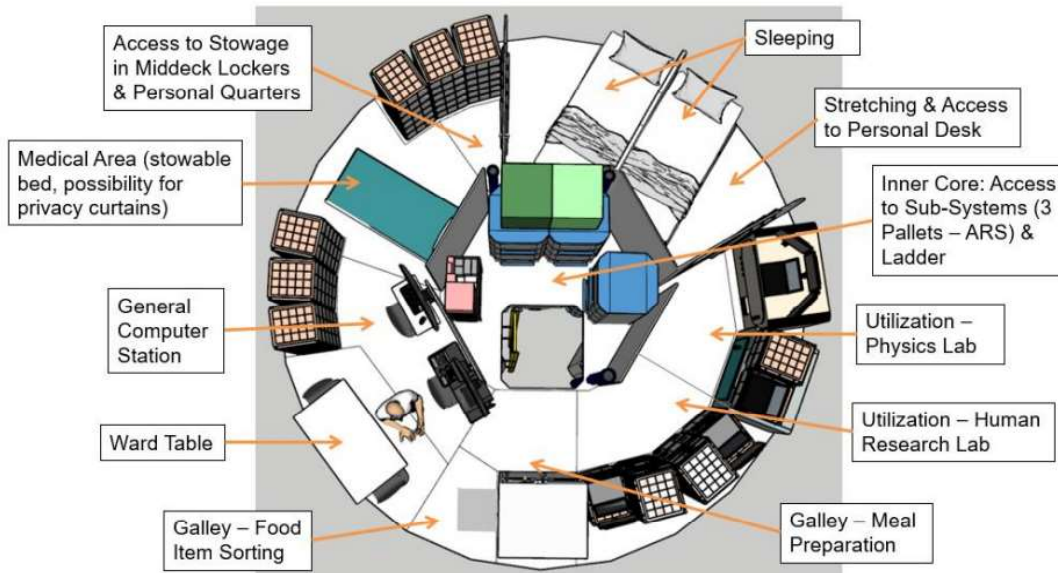 Access to Stowage
in Middeck Lockers
& Personal Quarters
Sleeping
Stretching & Access
to Personal Desk
Medical Area (stowable
bed, possibility for
privacy curtains)
Inner Core: Access
to Sub-Systems (3
Pallets – ARS) &
Ladder
General
Computer
Station
Utilization –
Physics Lab
Ward Table
Utilization – Human
Research Lab
Galley – Food
Item Sorting
Galley – Meal
Preparation